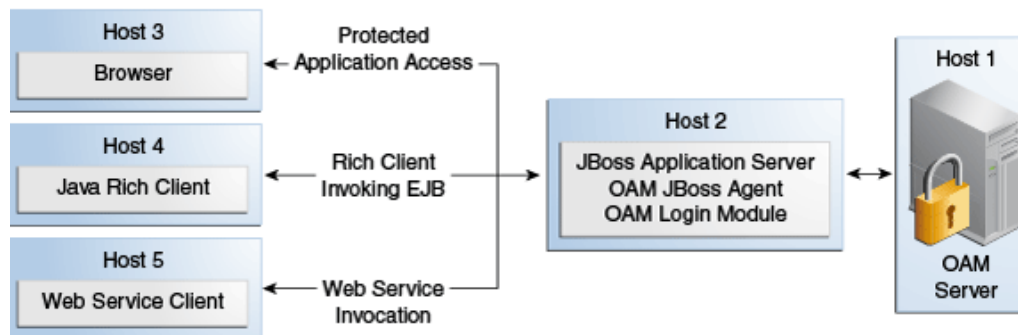 Host 3
Browser
Protected
Application Access
Host 4
Java Rich Client
Rich Client
Invoking EJB
Host 5
Web Service Client
Web Service
Invocation
Host 2
JBoss Application Server
OAM JBoss Agent
OAM Login Module
Host 1
OAM
Server